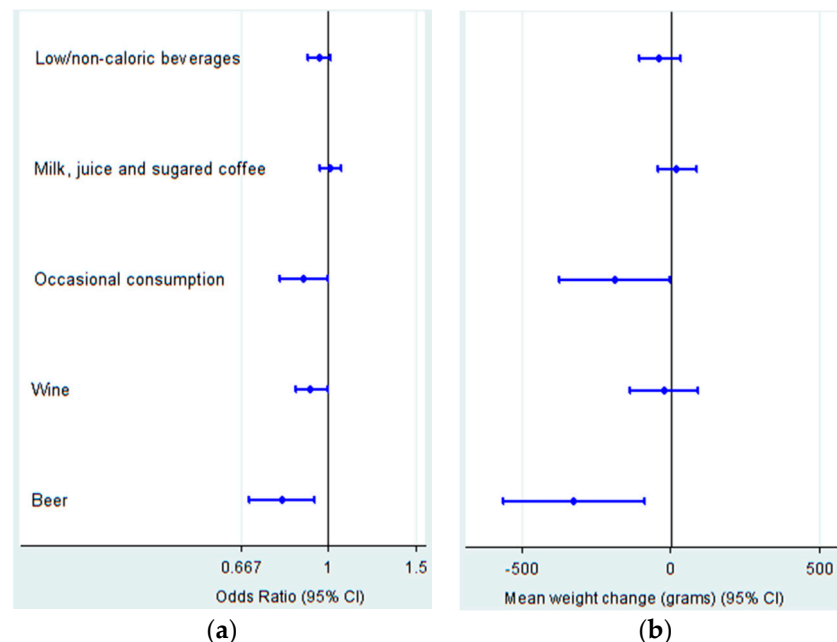 Low/non-caloric beverages
Milk, juice and sugared coffee
Occasional consumption
Wine
Beer
0.667 1 1.5
Odds Ratio (95% CI)
(a)
-500 0 500
Mean weight change (grams) (95% CI)
(b)